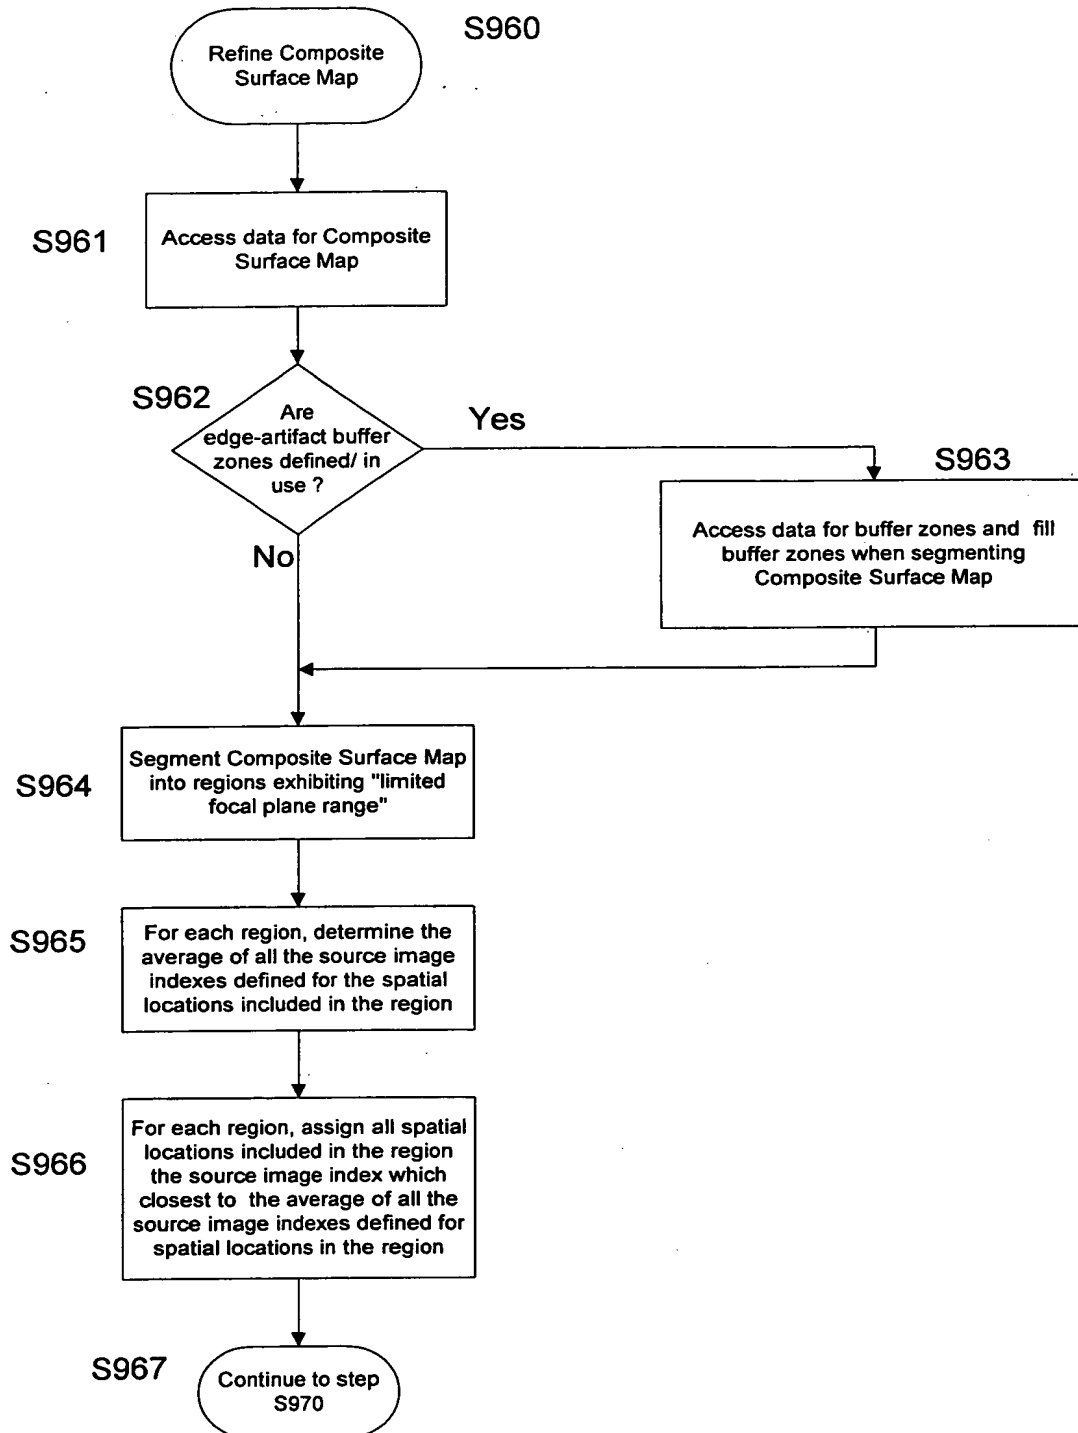 S960
Refine Composite
Surface Map
S961
Access data for Composite
Surface Map
S962
Are
edge-artifact buffer
zones defined/ in
use ?
Yes
No
S963
Access data for buffer zones and fill
buffer zones when segmenting
Composite Surface Map
S964
Segment Composite Surface Map
into regions exhibiting "limited
focal plane range"
S965
For each region, determine the
average of all the source image
indexes defined for the spatial
locations included in the region
S966
For each region, assign all spatial
locations included in the region
the source image index which
closest to the average of all the
source image indexes defined for
spatial locations in the region
S967
Continue to step
S970